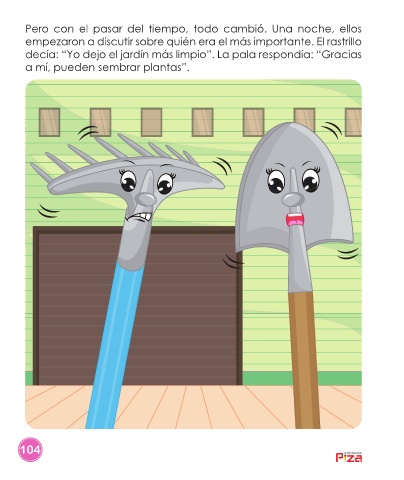 Pero con el pasar del tiempo, todo cambió. Una noche, ellos
empezaron a discutir sobre quién era el más importante. El rastrillo
decía: “Yo dejo el jardín más limpio”. La pala respondía: “Gracias
a mí, pueden sembrar plantas”.
104
Piza